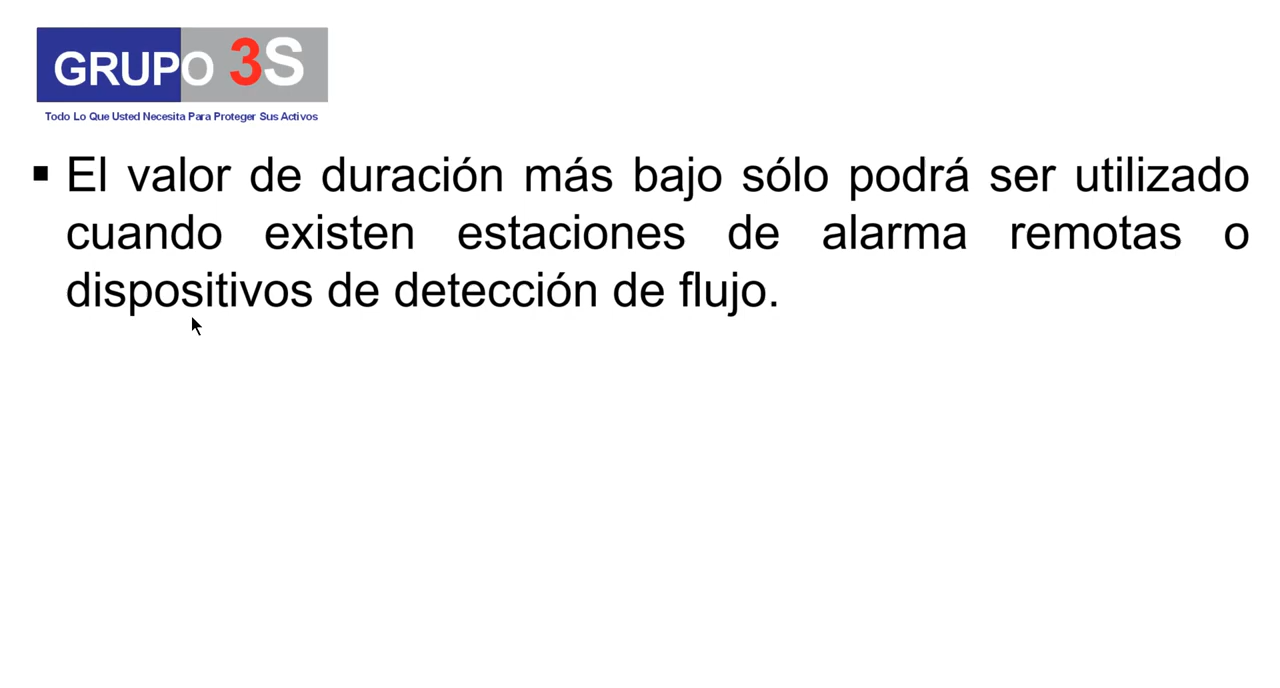 GRUPO 3S
Todo Lo Que Usted Necesita Para Proteger Sus Activos
▪ El valor de duración más bajo sólo podrá ser utilizado
cuando existen estaciones de alarma remotas o
dispositivos de detección de flujo.